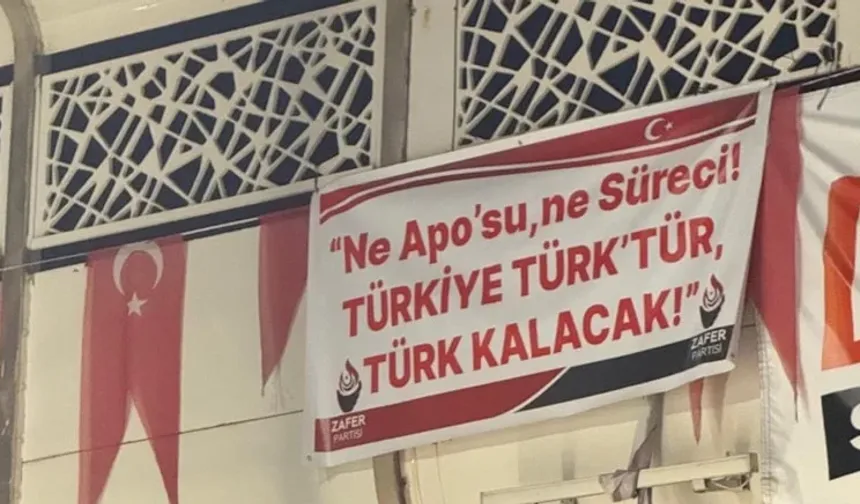 "Ne Apo'su, ne Süreci!
TÜRKİYE TÜRK'TÜR,
TÜRK KALACAK!"
ZAFER
PARTİSİ
ZAFER
PARTİSİ